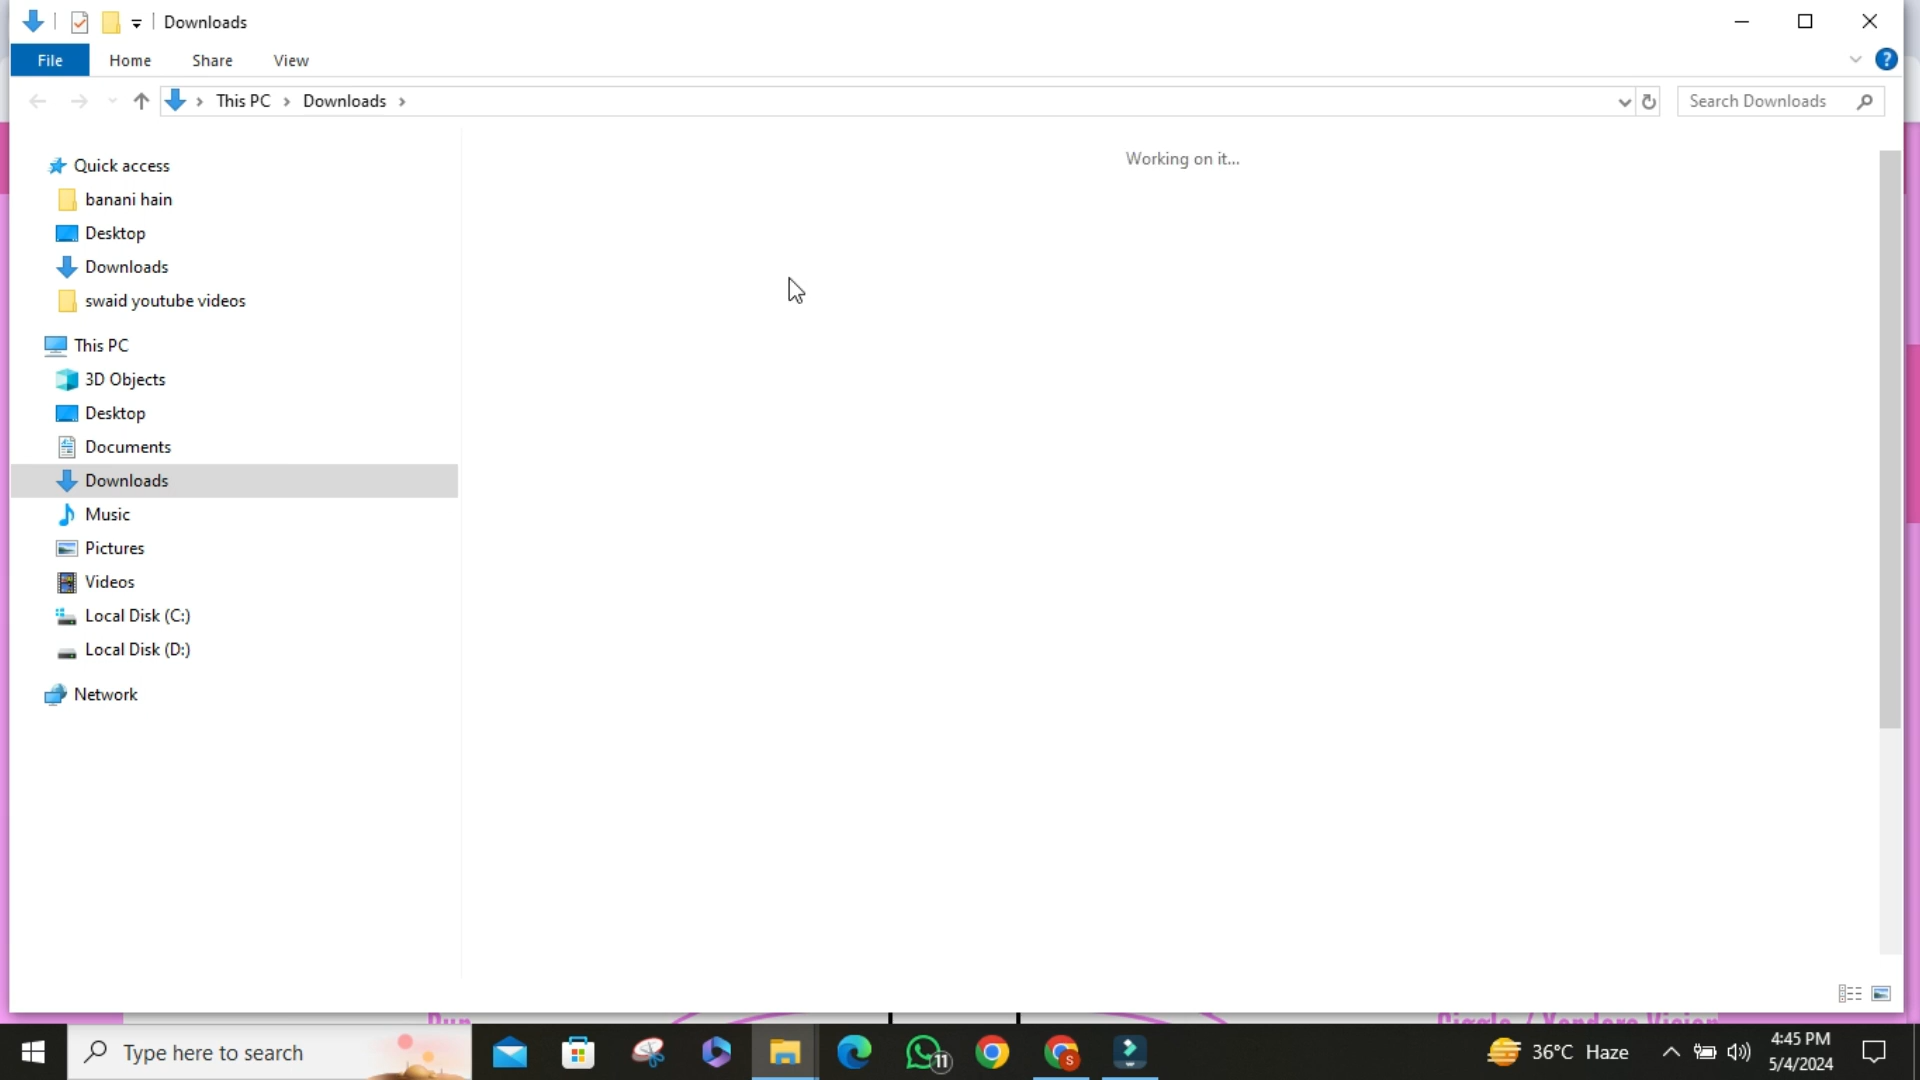 Downloads
File Home Share View
This PC Downloads
Search Downloads
Working on it...
Quick access
banani hain
Desktop
Downloads
swaid youtube videos
This PC
3D Objects
Desktop
Documents
Downloads
Music
Pictures
Videos
Local Disk (C:)
Local Disk (D:)
Network
Type here to search
11
S
36°C Haze
4:45 PM
5/4/2024